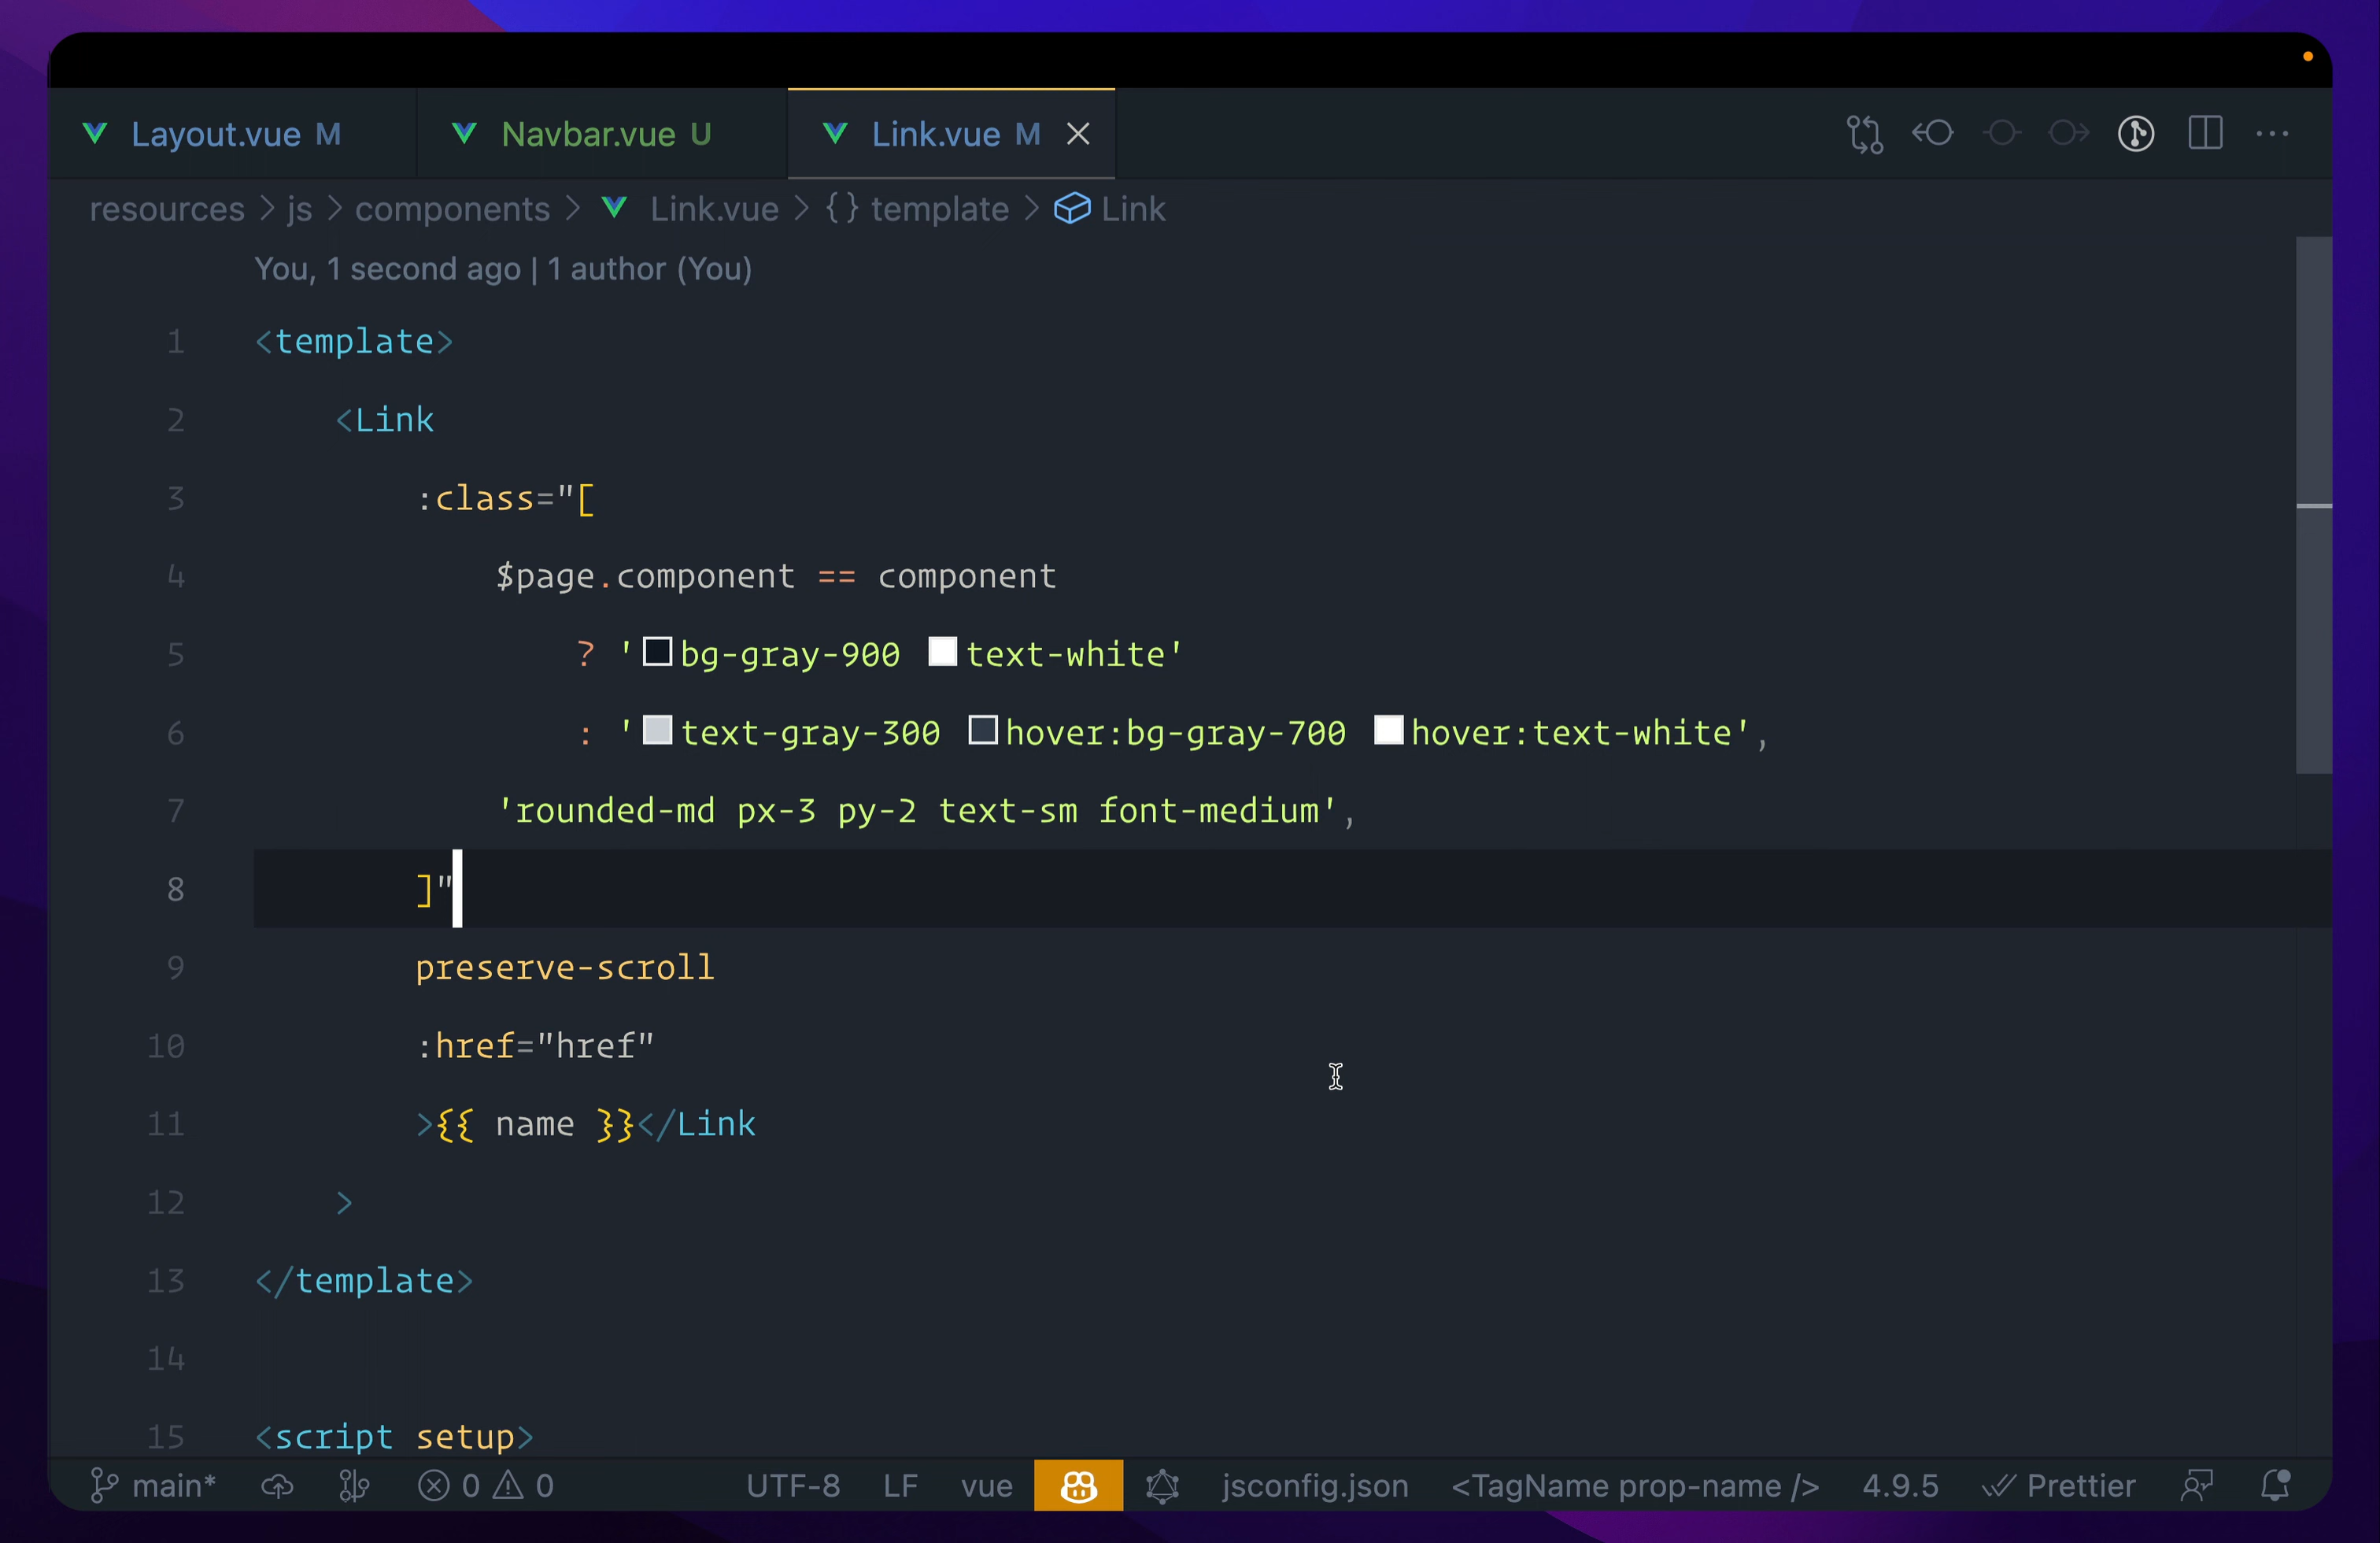 Layout.vue M Navbar.vue U Link.vue M
resources > js > components > Link.vue > {} template > Link
You, 1 second ago | 1 author (You)
1 <template>
2 <Link
3 :class="[
4 $page.component == component
5 ? 'bg-gray-900 text-white'
6 : 'text-gray-300 hover:bg-gray-700 hover:text-white',
7 'rounded-md px-3 py-2 text-sm font-medium',
8 ]"
9 preserve-scroll
10 :href="href"
11 >{{ name }}</Link
12 >
13 </template>
14
15 <script setup>
main* 0 0 UTF-8 LF vue jsconfig.json <TagName prop-name /> 4.9.5 Prettier